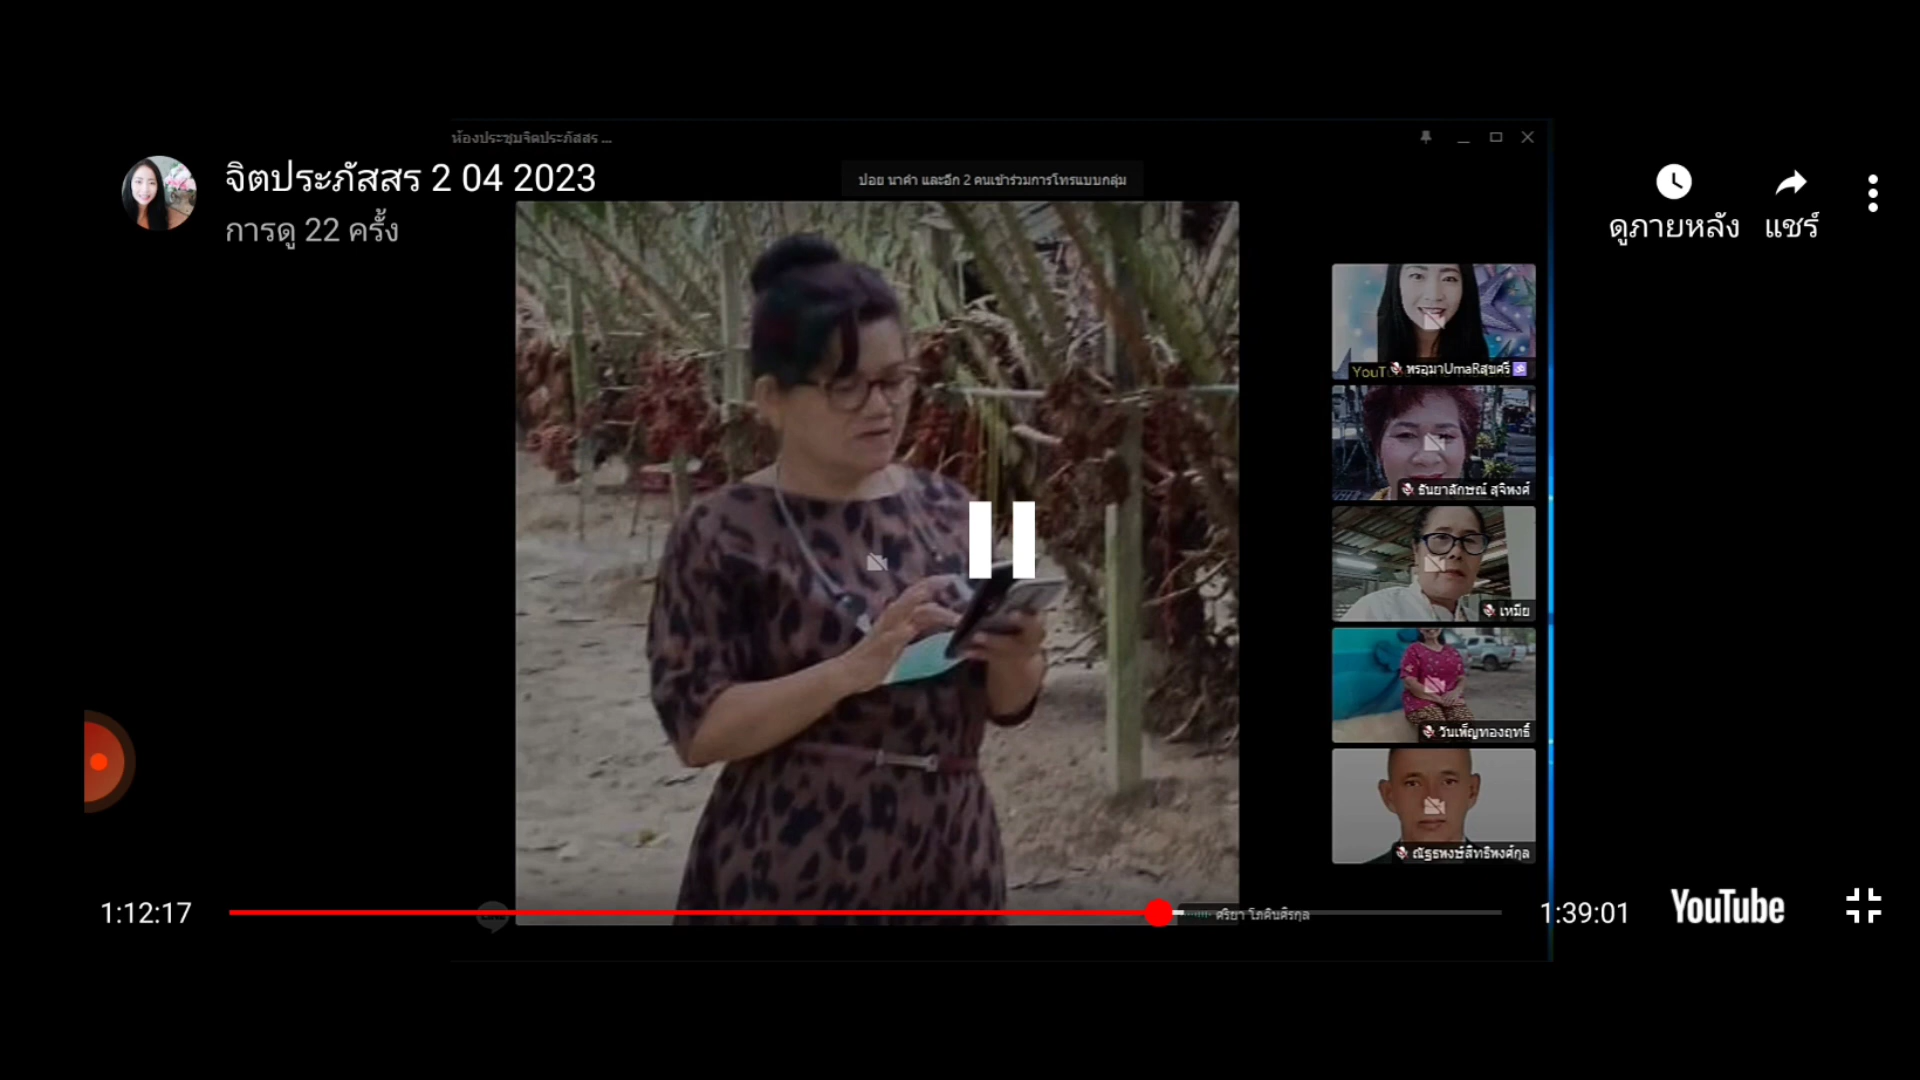 ห้องประชุมจิตประภัสสร ...
จิตประภัสสร 2 04 2023
การดู 22 ครั้ง
ปอย นาคำ และอีก 2 คนเข้าร่วมการโทรแบบกลุ่ม
ดูภายหลัง
แชร์
YouT
พรอุมาUmaRสุขศรี
ธันยาลักษณ์ สุจิพงศ์
เหมีย
วันเพ็ญทองฤทธิ์
ณัฐธพงษ์สิทธิพงศ์กุล
1:12:17
LINE
ศริยา โภคินศิรกุล
1:39:01
YouTube